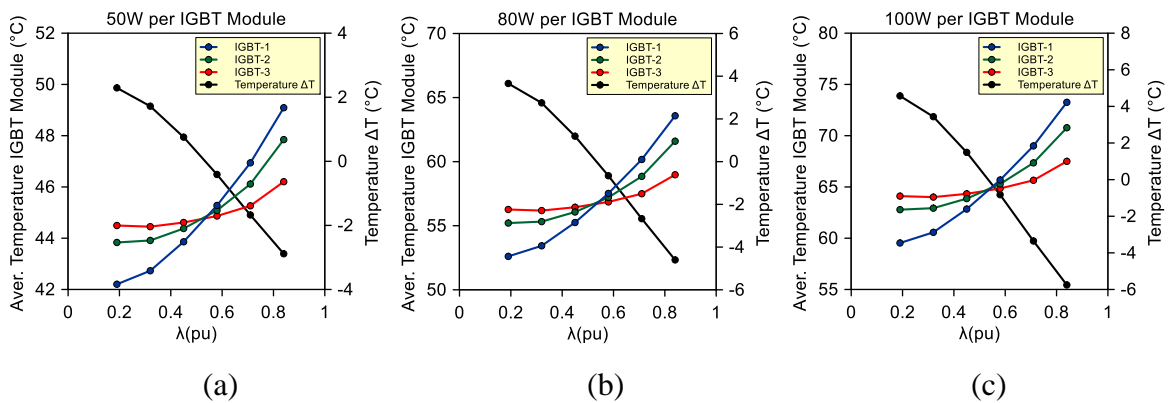 50W per IGBT Module
Aver. Temperature IGBT Module (°C)
52
50
48
46
44
42
0
0.2
0.4
0.6
0.8
1
λ(pu)
4
2
0
-2
-4
Temperature ΔT (°C)
IGBT-1
IGBT-2
IGBT-3
Temperature ΔT
(a)
80W per IGBT Module
Aver. Temperature IGBT Module (°C)
70
65
60
55
50
0
0.2
0.4
0.6
0.8
1
λ(pu)
6
4
2
0
-2
-4
-6
Temperature ΔT (°C)
IGBT-1
IGBT-2
IGBT-3
Temperature ΔT
(b)
100W per IGBT Module
Aver. Temperature IGBT Module (°C)
80
75
70
65
60
55
0
0.2
0.4
0.6
0.8
1
λ(pu)
8
6
4
2
0
-2
-4
-6
Temperature ΔT (°C)
IGBT-1
IGBT-2
IGBT-3
Temperature ΔT
(c)